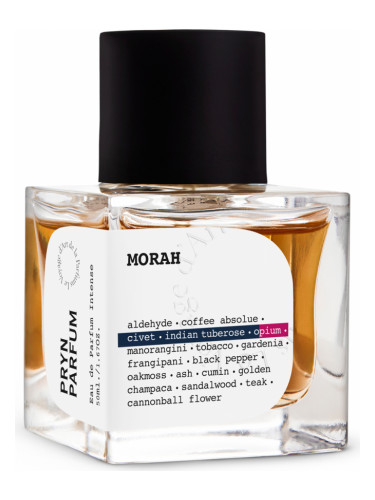 MORAH
aldehyde • coffee absolue •
civet • indian tuberose • opium •
manorangini • tobacco • gardenia •
frangipani • black pepper •
oakmoss • ash • cumin • golden
champaca • sandalwood • teak •
cannonball flower
PRYN
PARFUM
Eau de Parfum Intense
50ml./1.67oz.